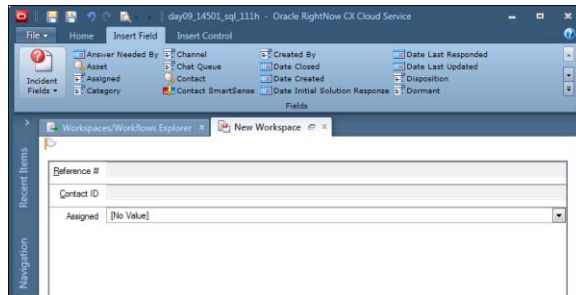 day09_14501_sql_111h - Oracle RightNow CX Cloud Service
File Home Insert Field Insert Control
Incident Fields
Answer Needed By Channel Created By Date Last Responded
Asset Chat Queue Date Closed Date Last Updated
Assigned Contact Date Created Disposition
Category Contact SmartSense Date Initial Solution Response Dormant
Fields
Workspaces/Workflows Explorer New Workspace
Recent Items
Navigation
Reference #
Contact ID
Assigned [No Value]